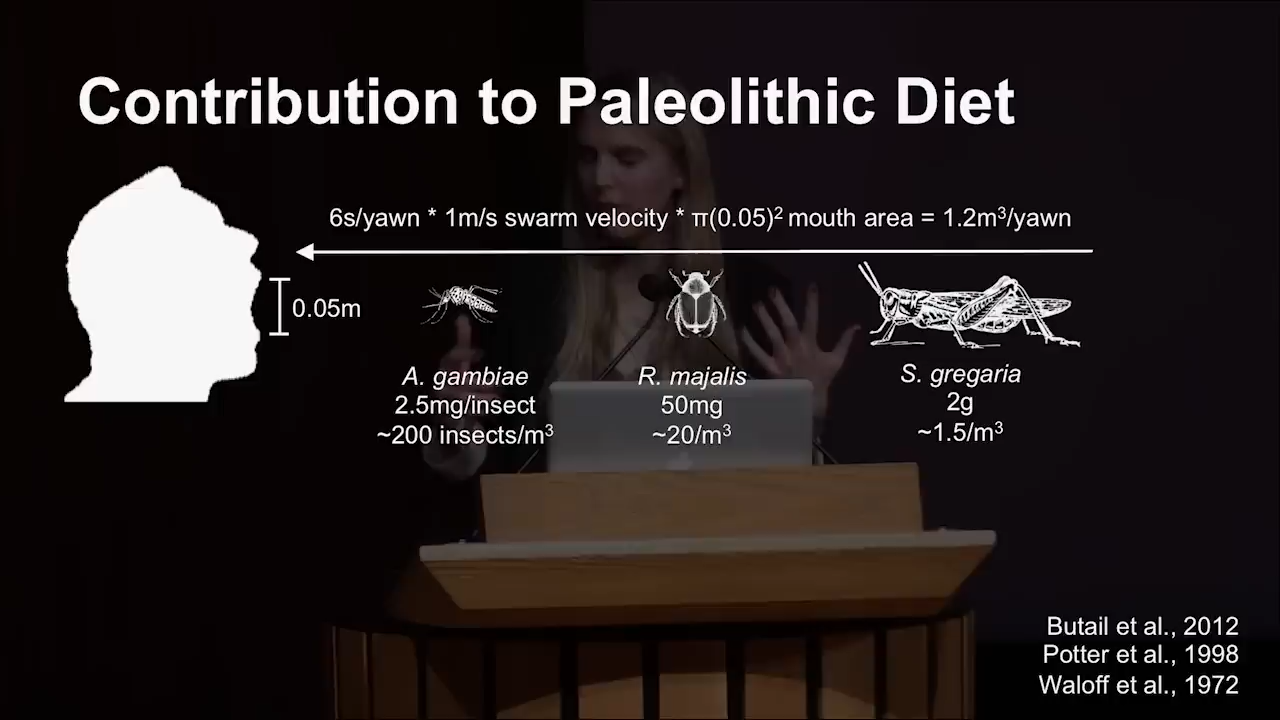 Contribution to Paleolithic Diet
6s/yawn * 1m/s swarm velocity * π(0.05)² mouth area = 1.2m³/yawn
0.05m
A. gambiae
2.5mg/insect
~200 insects/m³
R. majalis
50mg
~20/m³
S. gregaria
2g
~1.5/m³
Butail et al., 2012
Potter et al., 1998
Waloff et al., 1972